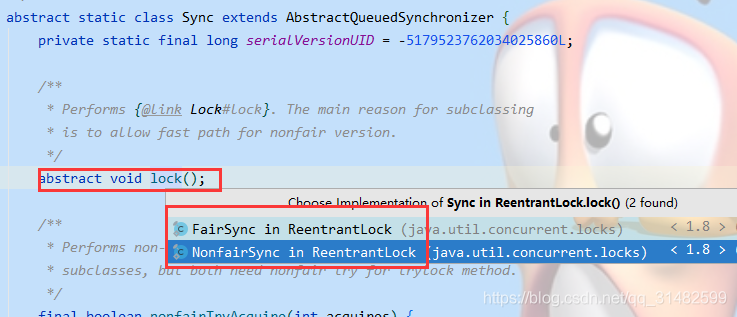 abstract static class Sync extends AbstractQueuedSynchronizer {
private static final long serialVersionUID = -5179523762034025860L;
/**
* Performs {@link Lock#lock}. The main reason for subclassing
* is to allow fast path for nonfair version.
*/
abstract void lock();
Choose Implementation of Sync in ReentrantLock.lock() (2 found)
/**
FairSync in ReentrantLock (java.util.concurrent.locks) < 1.8 >
* Performs non-
NonfairSync in ReentrantLock (java.util.concurrent.locks) < 1.8 >
* subclasses, but both need nonfair try for trylock method.
*/
final boolean nonfairTryAcquire(int acquires) {
https://blog.csdn.net/qq_31482599